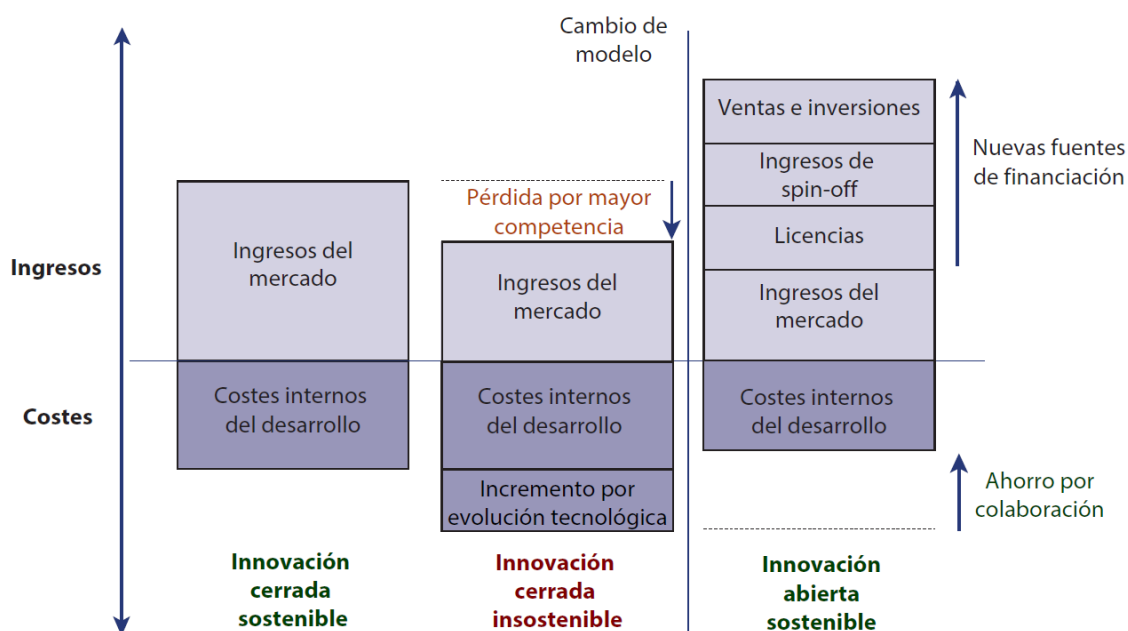 Cambio de
modelo
Ingresos
Costes
Ingresos del
mercado
Costes internos
del desarrollo
Innovación
cerrada
sostenible
Pérdida por mayor
competencia
Ingresos del
mercado
Costes internos
del desarrollo
Incremento por
evolución tecnológica
Innovación
cerrada
insostenible
Ventas e inversiones
Ingresos de
spin-off
Licencias
Ingresos del
mercado
Costes internos
del desarrollo
Innovación
abierta
sostenible
Nuevas fuentes
de financiación
Ahorro por
colaboración